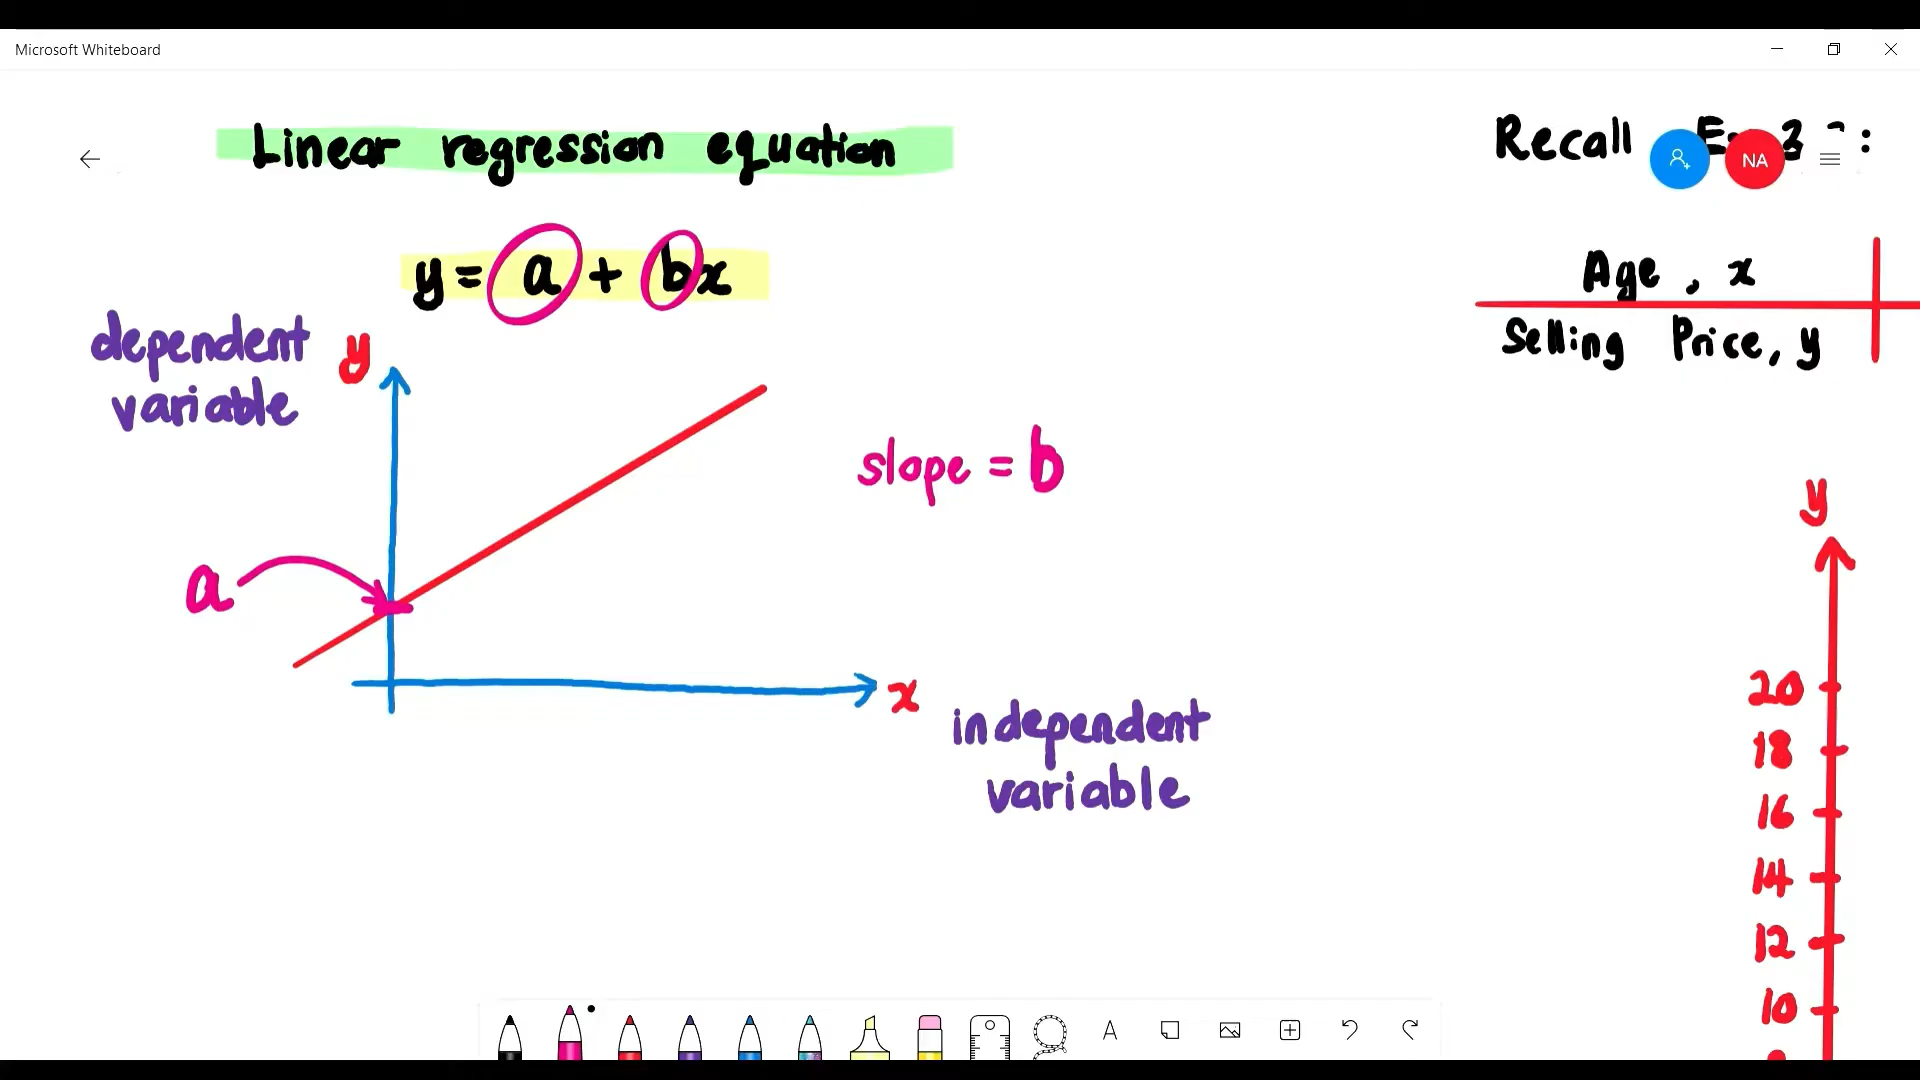 Microsoft Whiteboard
Linear regression equation
y = a + bx
dependent
variable
y
slope = b
a
x
independent
variable
Recall
NA
Age , x
Selling Price, y
y
20
18
16
14
12
10
A